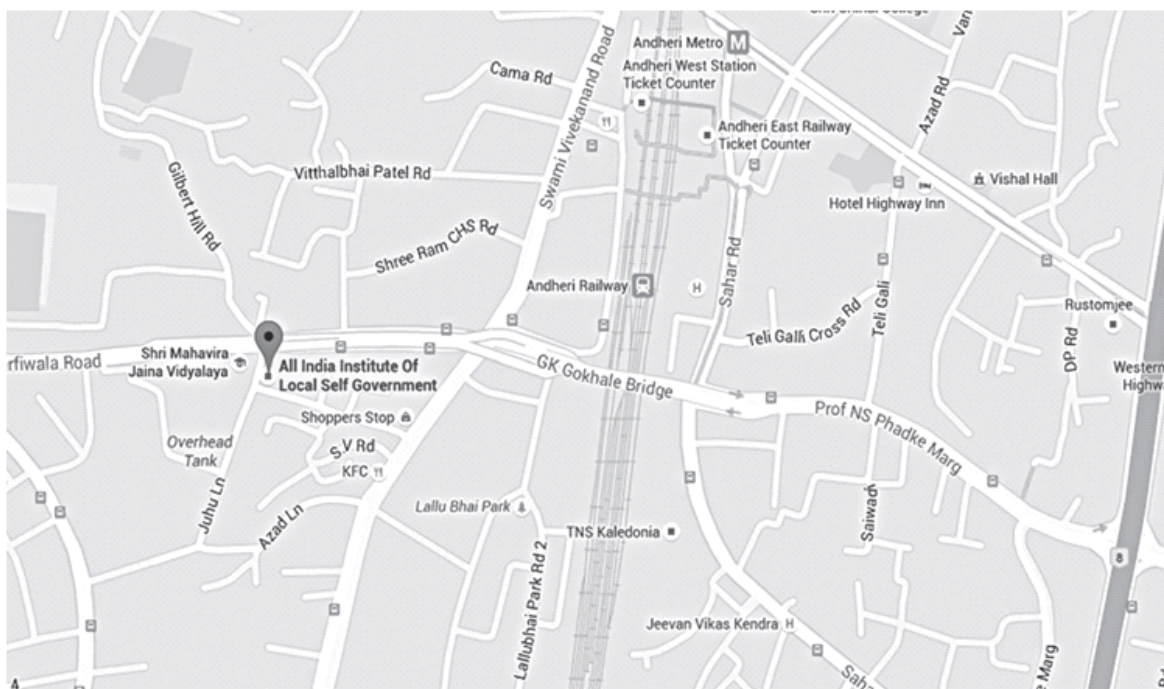 Andheri Metro
M
Andheri West Station
Ticket Counter
Cama Rd
Swami Vivekanand Road
Andheri East Railway
Ticket Counter
Azad Rd
Vishal Hall
Hotel Highway Inn
Gilbert Hill Rd
Vitthalbhai Patel Rd
Shree Ram CHS Rd
Andheri Railway
H
Sahar Rd
Teli Galli Cross Rd
Teli Gali
Rustomjee
DP Rd
rfiwala Road
Shri Mahavira
Jaina Vidyalaya
All India Institute Of
Local Self Government
GK Gokhale Bridge
Prof NS Phadke Marg
Western
Highw
Shoppers Stop
Overhead
Tank
S.V Rd
KFC
Juhu Ln
Azad Ln
Lallu Bhai Park
Lallubhai Park Rd 2
TNS Kaledonia
Saiwadi
8
Jeevan Vikas Kendra
H
Saha
e Marg